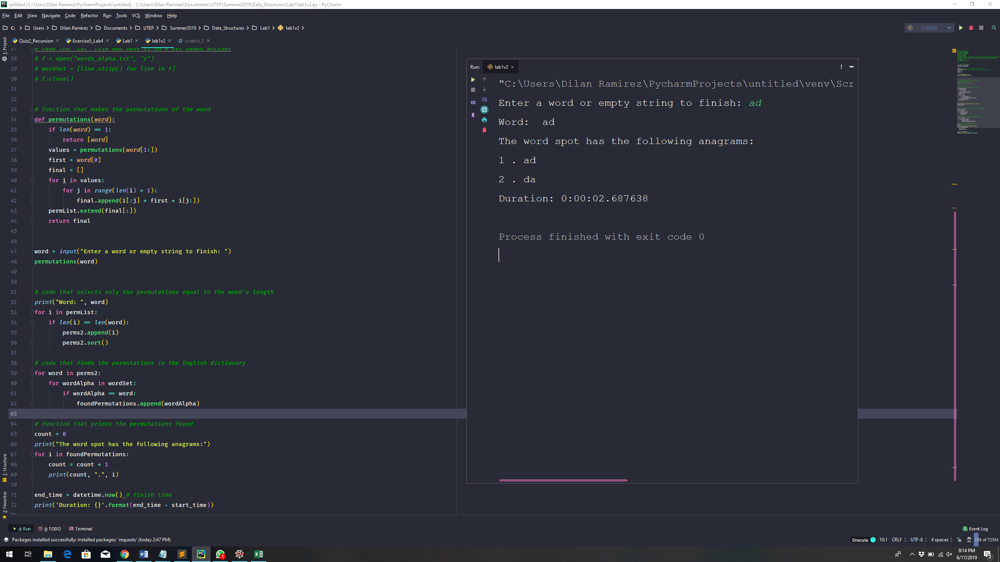 untitled [C:\Users\Dilan Ramirez\PycharmProjects\untitled] - C:\Users\Dilan Ramirez\Documents\UTEP\Summer2019\Data_Structures\Lab1\lab1v2.py - PyCharm
File Edit View Navigate Code Refactor Run Tools VCS Window Help
C: Users Dilan Ramirez Documents UTEP Summer2019 Data_Structures Lab1 lab1v2
LAB1V2
Quiz2_Recursion Exercise5_Lab4 Lab1 lab1v2 scratch_2
1: Project
7: Structure
2: Favorites
27 # read the "txt" file and save it in a set named wordSet
28 # f = open("words_alpha.txt", "r")
29 # wordSet = [line.strip() for line in f]
30 # f.close()
31
32
33 # function that makes the permutations of the word
34 def permutations(word):
35 if len(word) == 1:
36 return [word]
37 values = permutations(word[1:])
38 first = word[0]
39 final = []
40 for i in values:
41 for j in range(len(i) + 1):
42 final.append(i[:j] + first + i[j:])
43 permList.extend(final[:])
44 return final
45
46
47 word = input("Enter a word or empty string to finish: ")
48 permutations(word)
49
50
51 # code that selects only the permutations equal to the word's length
52 print("Word: ", word)
53 for i in permList:
54 if len(i) == len(word):
55 perms2.append(i)
56 perms2.sort()
57
58 # code that finds the permutations in the English dictionary
59 for word in perms2:
60 for wordAlpha in wordSet:
61 if wordAlpha == word:
62 foundPermutations.append(wordAlpha)
63
64 # function that prints the permutations found
65 count = 0
66 print("The word spot has the following anagrams:")
67 for i in foundPermutations:
68 count = count + 1
69 print(count, ".", i)
70
71 end_time = datetime.now() # finish time
72 print('Duration: {}'.format(end_time - start_time))
73
Run: lab1v2
"C:\Users\Dilan Ramirez\PycharmProjects\untitled\venv\Scr
Enter a word or empty string to finish: ad
Word:  ad
The word spot has the following anagrams:
1 . ad
2 . da
Duration: 0:00:02.687638
Process finished with exit code 0
4: Run 6: TODO Terminal
1 Event Log
Packages installed successfully: Installed packages: 'requests' (today 2:47 PM)
Dracula 10:1 CRLF UTF-8 4 spaces 136 of 725M
8:14 PM
6/17/2019
1
2